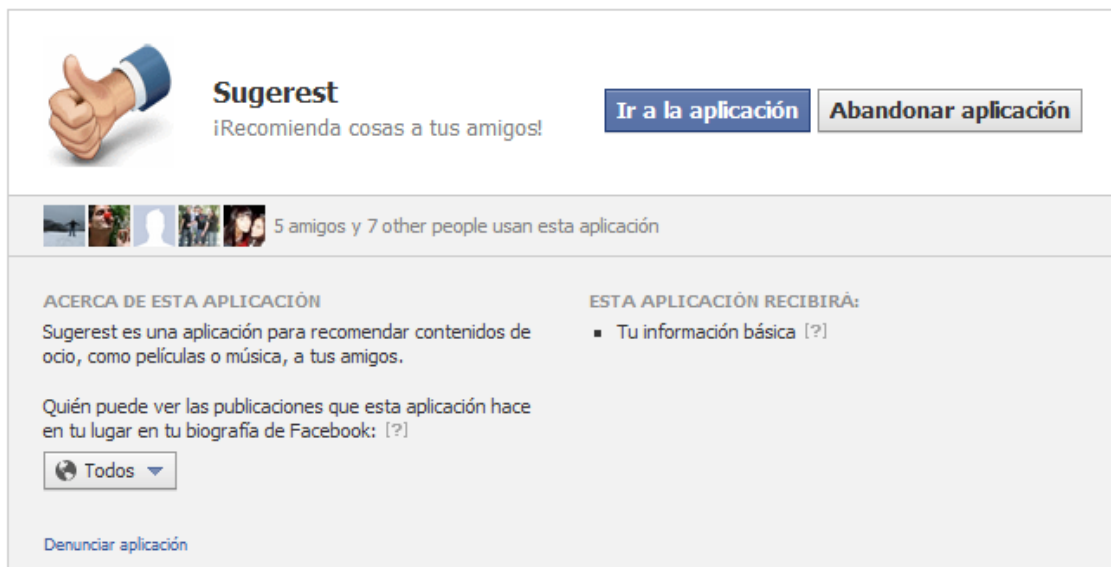 Sugerest
¡Recomienda cosas a tus amigos!
Ir a la aplicación
Abandonar aplicación
5 amigos y 7 other people usan esta aplicación
ACERCA DE ESTA APLICACIÓN
Sugerest es una aplicación para recomendar contenidos de
ocio, como películas o música, a tus amigos.
Quién puede ver las publicaciones que esta aplicación hace
en tu lugar en tu biografía de Facebook: [?]
Todos
Denunciar aplicación
ESTA APLICACIÓN RECIBIRÁ:
▪ Tu información básica [?]